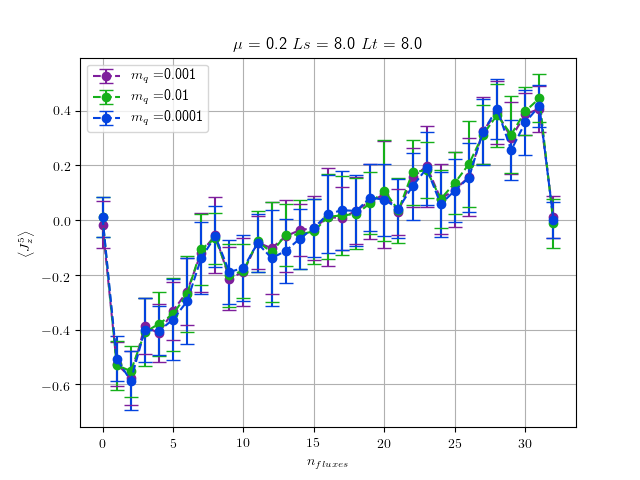 μ = 0.2 Ls = 8.0 Lt = 8.0
m_q = 0.001
m_q = 0.01
m_q = 0.0001
⟨J_z^5⟩
0.4
0.2
0.0
−0.2
−0.4
−0.6
0 5 10 15 20 25 30
n_{fluxes}